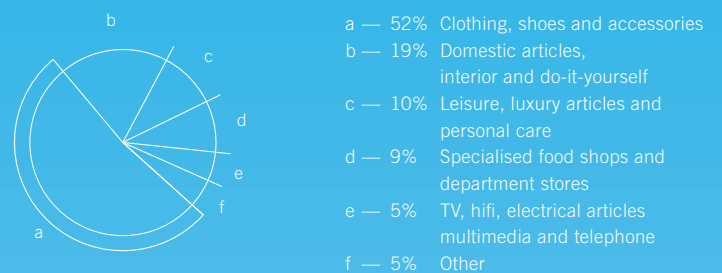 b
c
d
e
f
a
a — 52% Clothing, shoes and accessories
b — 19% Domestic articles,
interior and do-it-yourself
c — 10% Leisure, luxury articles and
personal care
d — 9% Specialised food shops and
department stores
e — 5% TV, hifi, electrical articles
multimedia and telephone
f — 5% Other